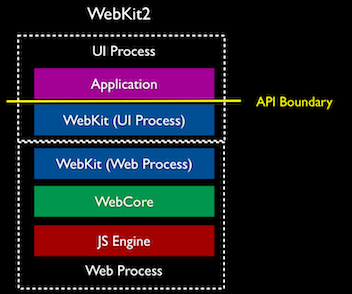 WebKit2
UI Process
Application
API Boundary
WebKit (UI Process)
WebKit (Web Process)
WebCore
JS Engine
Web Process